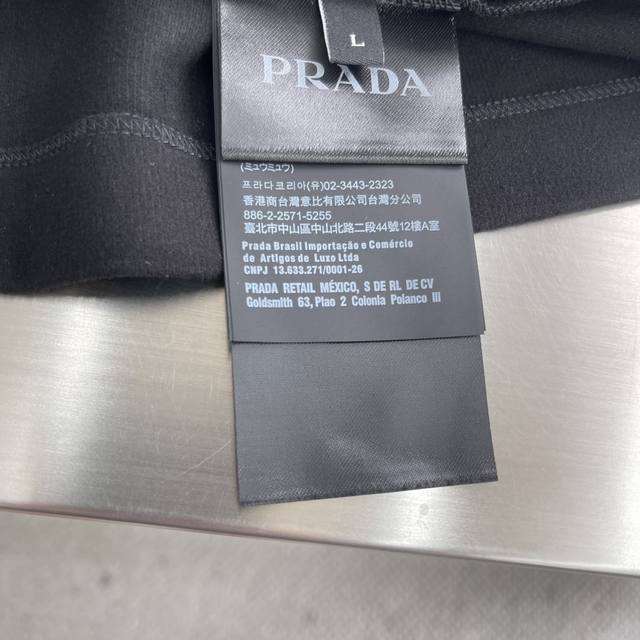 L
PRADA
(ミュウミュウ)
프라다코리아(유)02-3443-2323
香港商台灣意比有限公司台灣分公司
886-2-2571-5255
臺北市中山區中山北路二段44號12樓A室
Prada Brasil Importação e Comércio
de Artigos de Luxo Ltda
CNPJ 13.633.271/0001-26
PRADA RETAIL MÉXICO, S DE RL DE CV
Goldsmith 63, Plao 2 Colonia Polanco III